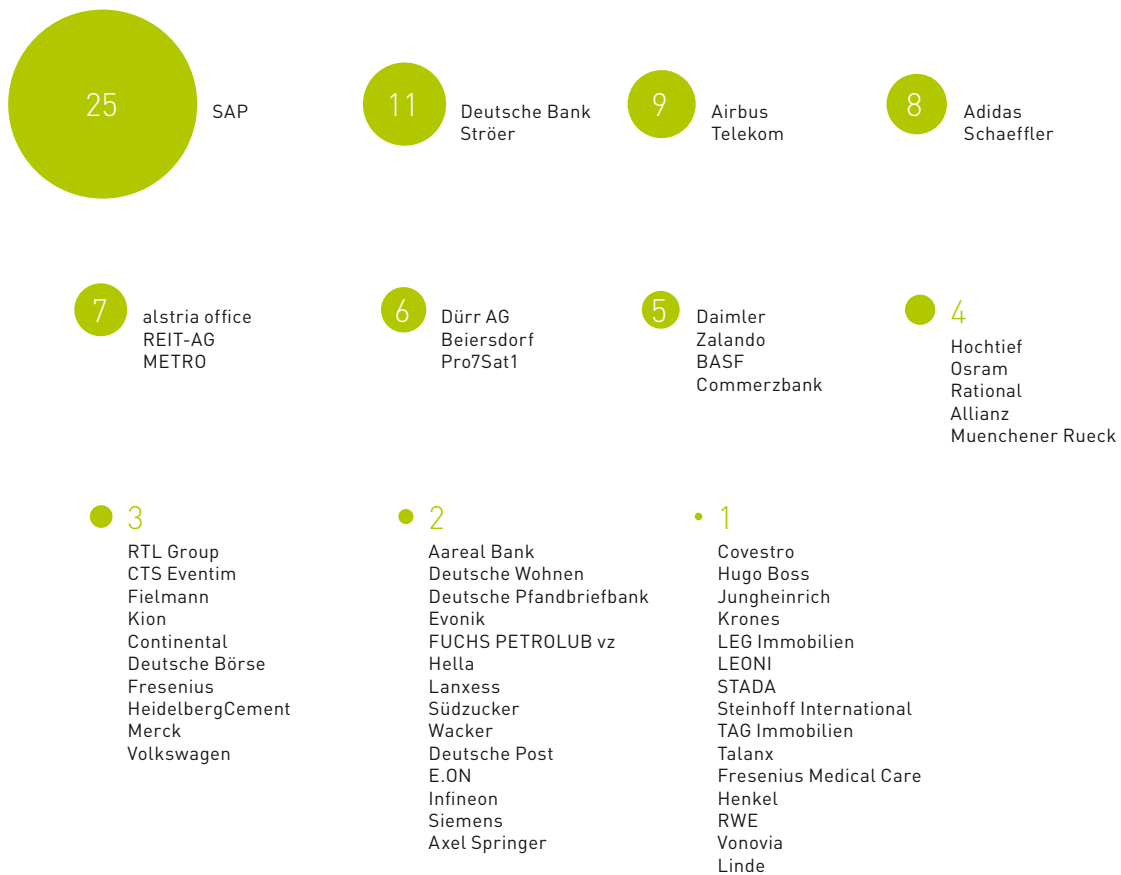 25
SAP
11
Deutsche Bank
Ströer
9
Airbus
Telekom
8
Adidas
Schaeffler
7
alstria office
REIT-AG
METRO
6
Dürr AG
Beiersdorf
Pro7Sat1
5
Daimler
Zalando
BASF
Commerzbank
4
Hochtief
Osram
Rational
Allianz
Muenchener Rueck
3
RTL Group
CTS Eventim
Fielmann
Kion
Continental
Deutsche Börse
Fresenius
HeidelbergCement
Merck
Volkswagen
2
Aareal Bank
Deutsche Wohnen
Deutsche Pfandbriefbank
Evonik
FUCHS PETROLUB vz
Hella
Lanxess
Südzucker
Wacker
Deutsche Post
E.ON
Infineon
Siemens
Axel Springer
1
Covestro
Hugo Boss
Jungheinrich
Krones
LEG Immobilien
LEONI
STADA
Steinhoff International
TAG Immobilien
Talanx
Fresenius Medical Care
Henkel
RWE
Vonovia
Linde